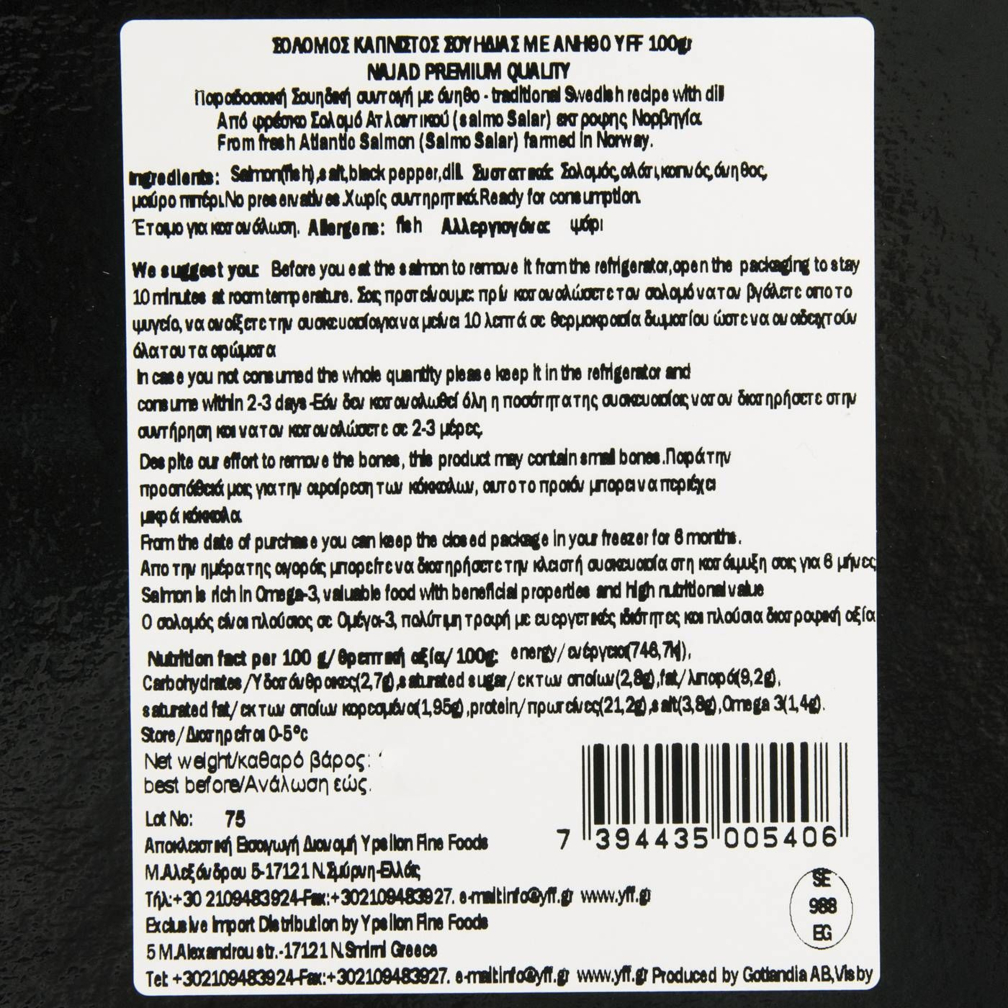 ΣΟΛΟΜΟΣ ΚΑΠΝΙΣΤΟΣ ΣΟΥΗΔΙΑΣ ΜΕ ΑΝΗΘΟ YFF 100gr
NAJAD PREMIUM QUALITY
Παραδοσιακή Σουηδική συνταγή με άνηθο - traditional Swedish recipe with dill
Από φρέσκο Σολομό Ατλαντικού (salmo Salar) εκτροφης Νορβηγία
From fresh Atlantic Salmon (Salmo Salar) farmed in Norway.
Ingredients: Salmon(fish),salt,black pepper,dill. Συστατικά: Σολομός,αλάτι,καπνός,άνηθος,
μαύρο πιπέρι.No preservatives.Χωρίς συντηρητικά.Ready for consumption.
Έτοιμο για κατανάλωση. Allergens: fish Αλλεργιογόνα: ψάρι
We suggest you: Before you eat the salmon to remove it from the refrigerator,open the packaging to stay
10 minutes at room temperature. Σας προτείνουμε: πρίν καταναλώσετε τον σολομό να τον βγάλετε απο το
ψυγείο, να ανοίξετε την συσκευασία για να μείνει 10 λεπτά σε θερμοκρασία δωματίου ώστε να αναδειχτούν
όλα του τα αρώματα
In case you not consumed the whole quantity please keep it in the refrigerator and
consume within 2-3 days -Εάν δεν καταναλωθεί όλη η ποσότητα της συσκευασίας να τον διατηρήσετε στην
συντήρηση και να τον καταναλώσετε σε 2-3 μέρες.
Despite our effort to remove the bones, this product may contain small bones.Παρά την
προσπάθειά μας για την αφαίρεση των κόκκαλων, αυτο το προιόν μπορει να περιέχει
μικρά κόκκαλα.
From the date of purchase you can keep the closed package in your freezer for 6 months.
Απο την ημέρα της αγοράς μπορείτε να διατηρήσετε την κλειστή συσκευασία στη κατάψυξη σας για 6 μήνες
Salmon is rich in Omega-3, valuable food with beneficial properties and high nutritional value
Ο σολομός είναι πλούσιος σε Ωμέγα-3, πολύτιμη τροφή με ευεργετικές ιδιότητες και πλούσια διατροφική αξία
Nutrition fact per 100 g/ θρεπτική αξία/ 100g: energy/ ενέργεια(746,7kj),
Carbohydrates/Υδατάνθρακες(2,7g),saturated sugar/εκ των οποίων(2,8g),fat/λιπαρά(9,2g),
saturated fat/εκ των οποίων κορεσμένα(1,95g),protein/πρωτείνες(21,2g),salt(3,8g),Omega 3(1,4g).
Store/Διατηρείται 0-5°c
Net weight/καθαρό βάρος:
best before/Ανάλωση εώς.
Lot No: 75
Αποκλειστική Εισαγωγή Διανομή Ypsilon Fine Foods
Μ.Αλεξάνδρου 5-17121 Ν.Σμύρνη-Ελλάς
Τήλ:+30 2109483924-Fax:+302109483927. e-mail:info@yff.gr www.yff.gr
Exclusive Import Distribution by Ypsilon Fine Foods
5 M.Alexandrou str.-17121 N.Smirni Greece
Tel: +302109483924-Fax:+302109483927. e-mail:info@yff.gr www.yff.gr Produced by Gotlandia AB,Visby
7 394435 005406
SE
988
EG